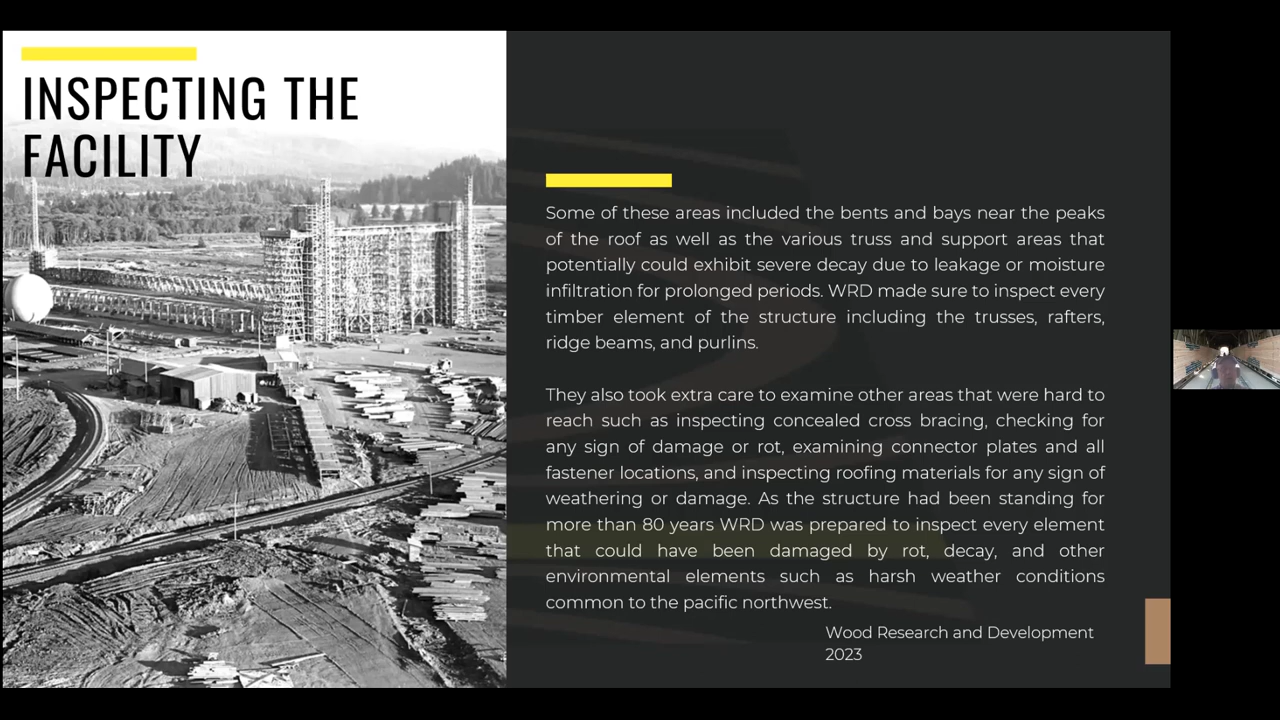 INSPECTING THE
FACILITY
Some of these areas included the bents and bays near the peaks
of the roof as well as the various truss and support areas that
potentially could exhibit severe decay due to leakage or moisture
infiltration for prolonged periods. WRD made sure to inspect every
timber element of the structure including the trusses, rafters,
ridge beams, and purlins.
They also took extra care to examine other areas that were hard to
reach such as inspecting concealed cross bracing, checking for
any sign of damage or rot, examining connector plates and all
fastener locations, and inspecting roofing materials for any sign of
weathering or damage. As the structure had been standing for
more than 80 years WRD was prepared to inspect every element
that could have been damaged by rot, decay, and other
environmental elements such as harsh weather conditions
common to the pacific northwest.
Wood Research and Development
2023